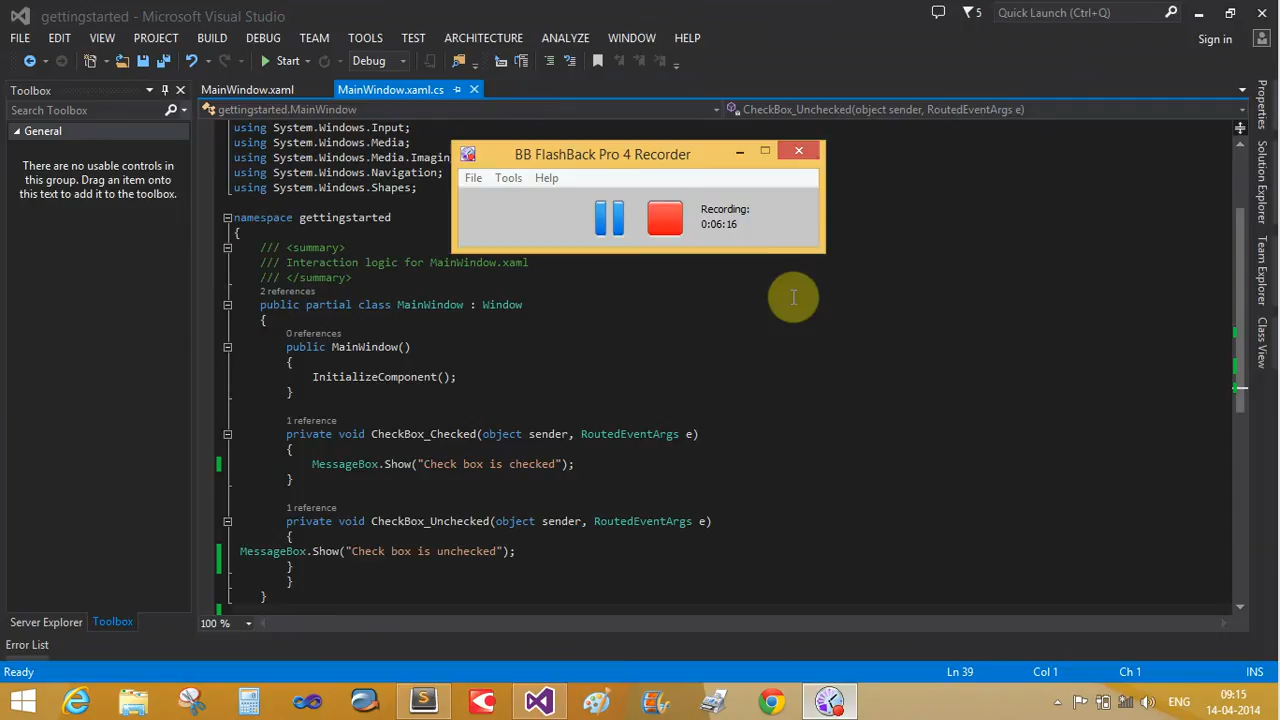 gettingstarted - Microsoft Visual Studio
5
Quick Launch (Ctrl+Q)
FILE EDIT VIEW PROJECT BUILD DEBUG TEAM TOOLS TEST ARCHITECTURE ANALYZE WINDOW HELP
Sign in
Start
Debug
Toolbox
MainWindow.xaml
MainWindow.xaml.cs
Search Toolbox
gettingstarted.MainWindow
CheckBox_Unchecked(object sender, RoutedEventArgs e)
General
There are no usable controls in
this group. Drag an item onto
this text to add it to the toolbox.
using System.Windows.Input;
using System.Windows.Media;
using System.Windows.Media.Imagin
using System.Windows.Navigation;
using System.Windows.Shapes;
BB FlashBack Pro 4 Recorder
File Tools Help
Recording:
0:06:16
namespace gettingstarted
{
/// <summary>
/// Interaction logic for MainWindow.xaml
/// </summary>
2 references
public partial class MainWindow : Window
{
0 references
public MainWindow()
{
InitializeComponent();
}
1 reference
private void CheckBox_Checked(object sender, RoutedEventArgs e)
{
MessageBox.Show("Check box is checked");
}
1 reference
private void CheckBox_Unchecked(object sender, RoutedEventArgs e)
{
MessageBox.Show("Check box is unchecked");
}
}
}
Properties
Solution Explorer
Team Explorer
Class View
Server Explorer
Toolbox
100 %
Error List
Ready
Ln 39
Col 1
Ch 1
INS
ENG
09:15
14-04-2014